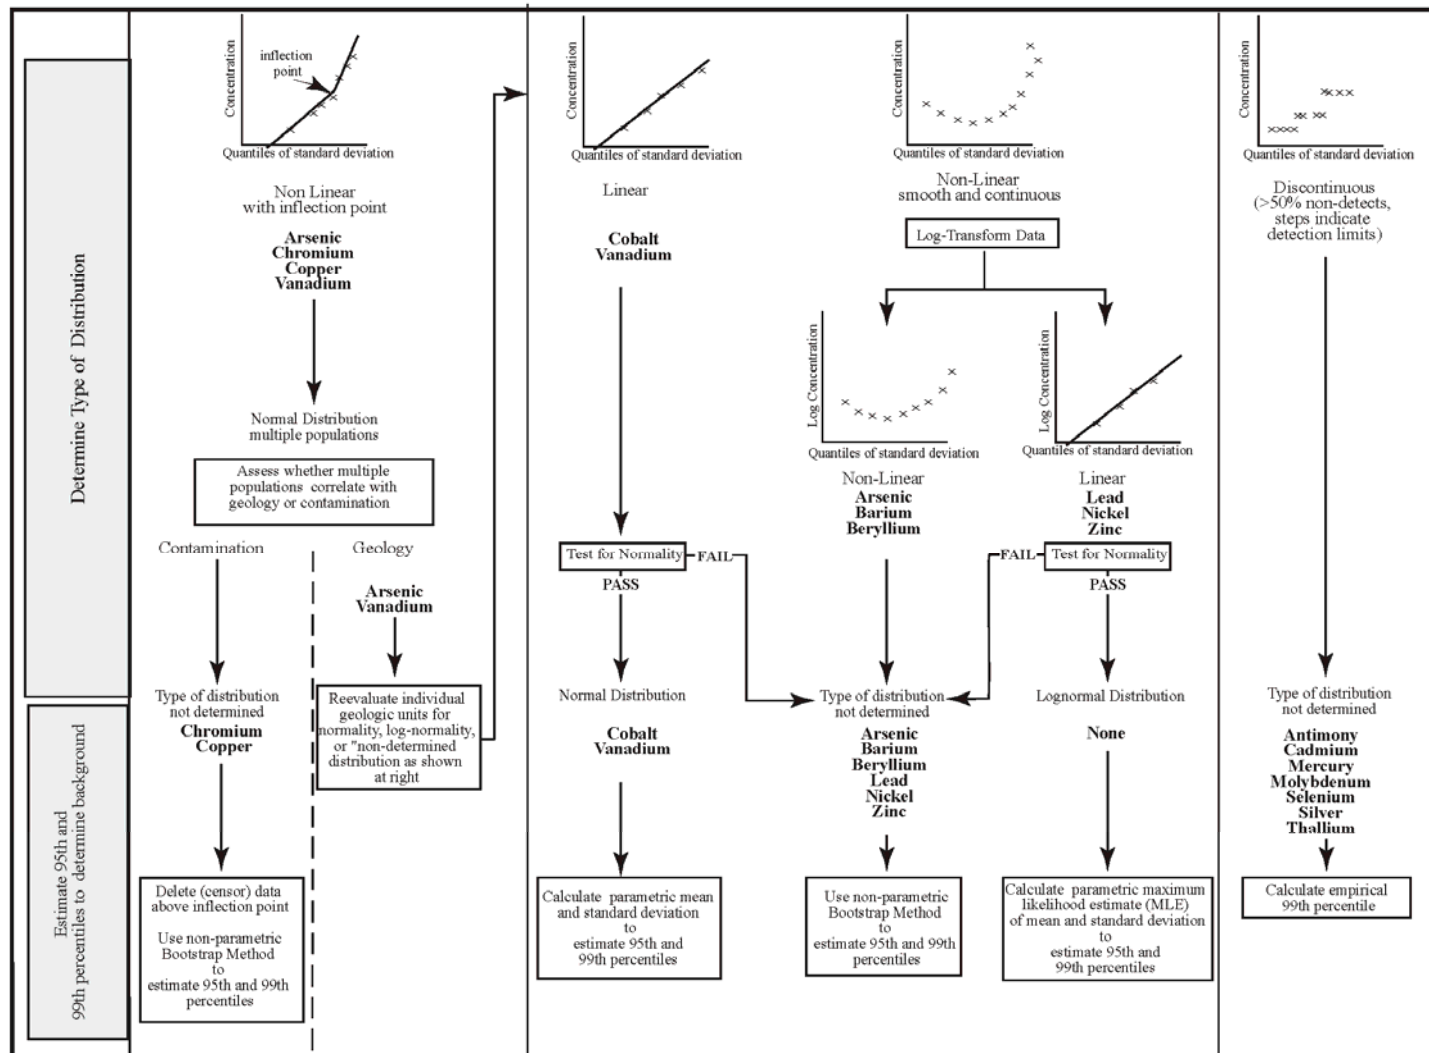 Determine Type of Distribution
Estimate 95th and
99th percentiles to determine background
Concentration
inflection
point
Quantiles of standard deviation
Non Linear
with inflection point
Arsenic
Chromium
Copper
Vanadium
Normal Distribution
multiple populations
Assess whether multiple
populations correlate with
geology or contamination
Contamination
Geology
Arsenic
Vanadium
Type of distribution
not determined
Chromium
Copper
Reevaluate individual
geologic units for
normality, log-normality,
or "non-determined
distribution as shown
at right
Delete (censor) data
above inflection point
Use non-parametric
Bootstrap Method
to
estimate 95th and 99th
percentiles
Concentration
Quantiles of standard deviation
Linear
Cobalt
Vanadium
Test for Normality
FAIL
PASS
Normal Distribution
Cobalt
Vanadium
Calculate parametric mean
and standard deviation
to
estimate 95th and
99th percentiles
Concentration
Quantiles of standard deviation
Non-Linear
smooth and continuous
Log-Transform Data
Log Concentration
Quantiles of standard deviation
Non-Linear
Arsenic
Barium
Beryllium
Type of distribution
not determined
Arsenic
Barium
Beryllium
Lead
Nickel
Zinc
Use non-parametric
Bootstrap Method
to
estimate 95th and 99th
percentiles
Log Concentration
Quantiles of standard deviation
Linear
Lead
Nickel
Zinc
FAIL
Test for Normality
PASS
Lognormal Distribution
None
Calculate parametric maximum
likelihood estimate (MLE)
of mean and standard deviation
to
estimate 95th and
99th percentiles
Concentration
Quantiles of standard deviation
Discontinuous
(>50% non-detects,
steps indicate
detection limits)
Type of distribution
not determined
Antimony
Cadmium
Mercury
Molybdenum
Selenium
Silver
Thallium
Calculate empirical
99th percentile